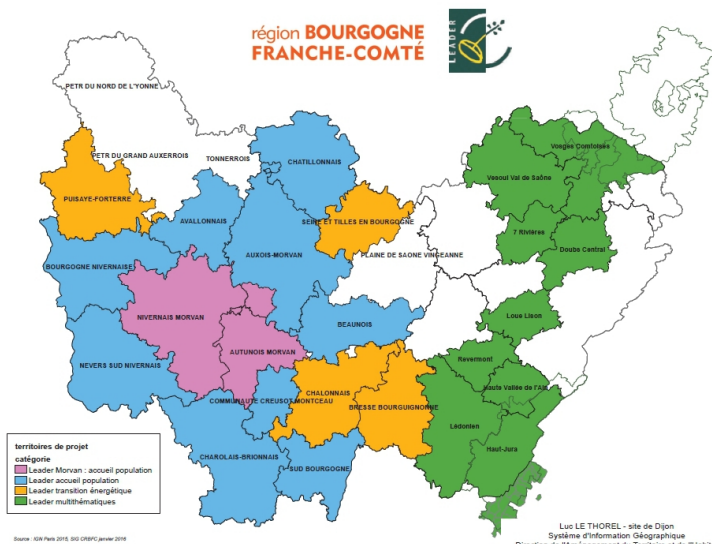 région BOURGOGNE
FRANCHE-COMTÉ
LEADER
PETR DU NORD DE L'YONNE
PETR DU GRAND AUXERROIS
TONNERROIS
CHATILLONNAIS
PUISAYE-FORTERRE
AVALLONNAIS
SEINE ET TILLES EN BOURGOGNE
AUXOIS-MORVAN
PLAINE DE SAONE VINGEANNE
BOURGOGNE NIVERNAISE
NIVERNAIS MORVAN
BEAUNOIS
AUTUNOIS MORVAN
NEVERS SUD NIVERNAIS
CHALONNAIS
COMMUNAUTE CREUSOT MONTCEAU
BRESSE BOURGUIGNONNE
CHAROLAIS-BRIONNAIS
SUD BOURGOGNE
Vosges Comtoises
Vesoul Val de Saône
7 Rivières
Doubs Central
Loue Lison
Revermont
Hauts Vallée de l'Ain
Lédonien
Haut-Jura
territoires de projet
catégorie
Leader Morvan : accueil population
Leader accueil population
Leader transition énergétique
Leader multithématiques
Source : IGN Paris 2015, SIG CRBFC janvier 2016
Luc LE THOREL - site de Dijon
Système d'Information Géographique